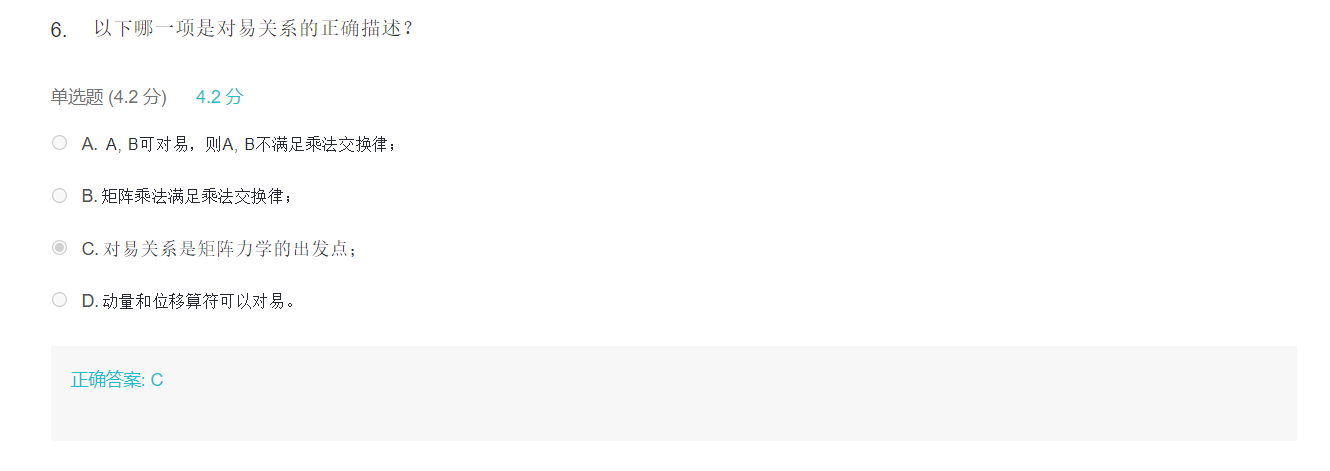 6. 以下哪一项是对易关系的正确描述？
单选题 (4.2 分) 4.2 分
A. A, B可对易，则A, B不满足乘法交换律；
B. 矩阵乘法满足乘法交换律；
C. 对易关系是矩阵力学的出发点；
D. 动量和位移算符可以对易。
正确答案: C